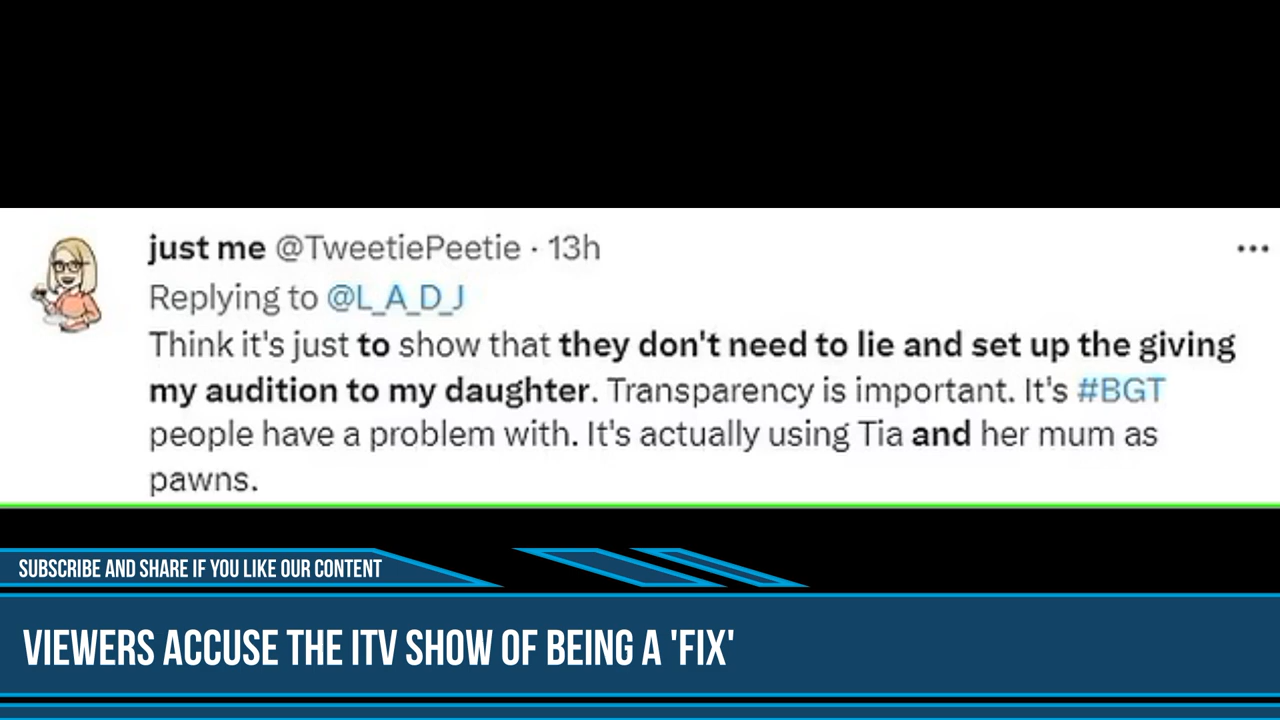 just me @TweetiePeetie · 13h
Replying to @L_A_D_J
Think it's just to show that they don't need to lie and set up the giving
my audition to my daughter. Transparency is important. It's #BGT
people have a problem with. It's actually using Tia and her mum as
pawns.
SUBSCRIBE AND SHARE IF YOU LIKE OUR CONTENT
VIEWERS ACCUSE THE ITV SHOW OF BEING A 'FIX'